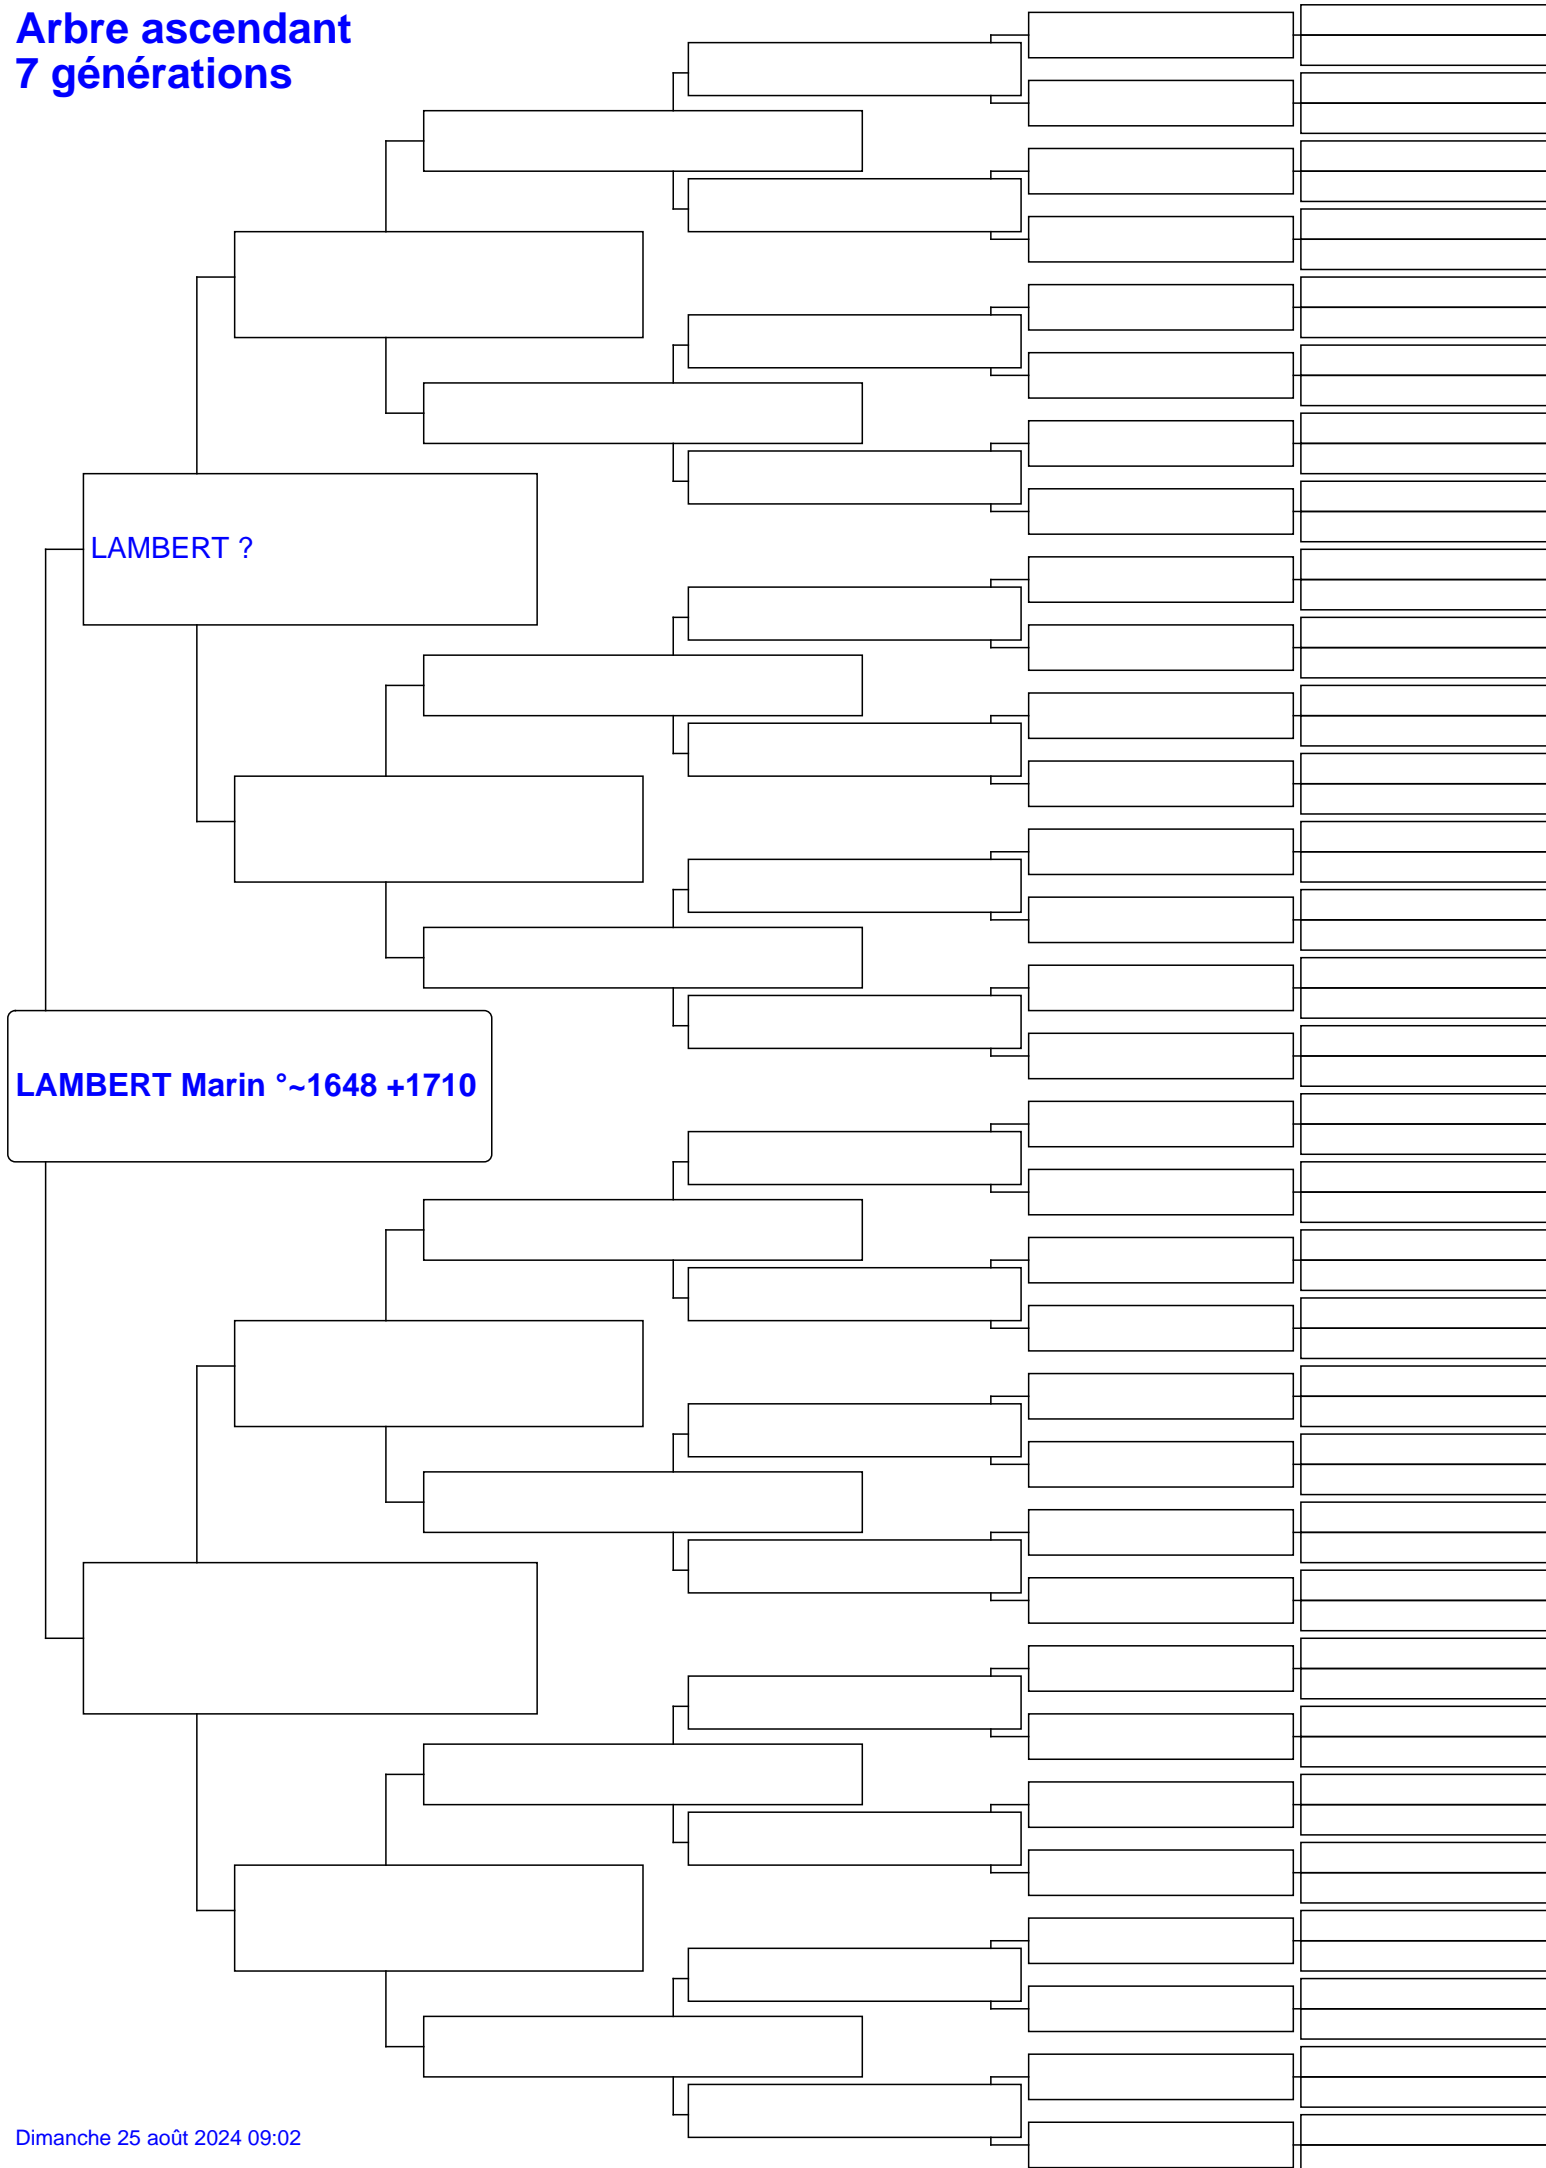 Arbre ascendant
7 générations
LAMBERT ?
LAMBERT Marin °~1648 +1710
Dimanche 25 août 2024 09:02